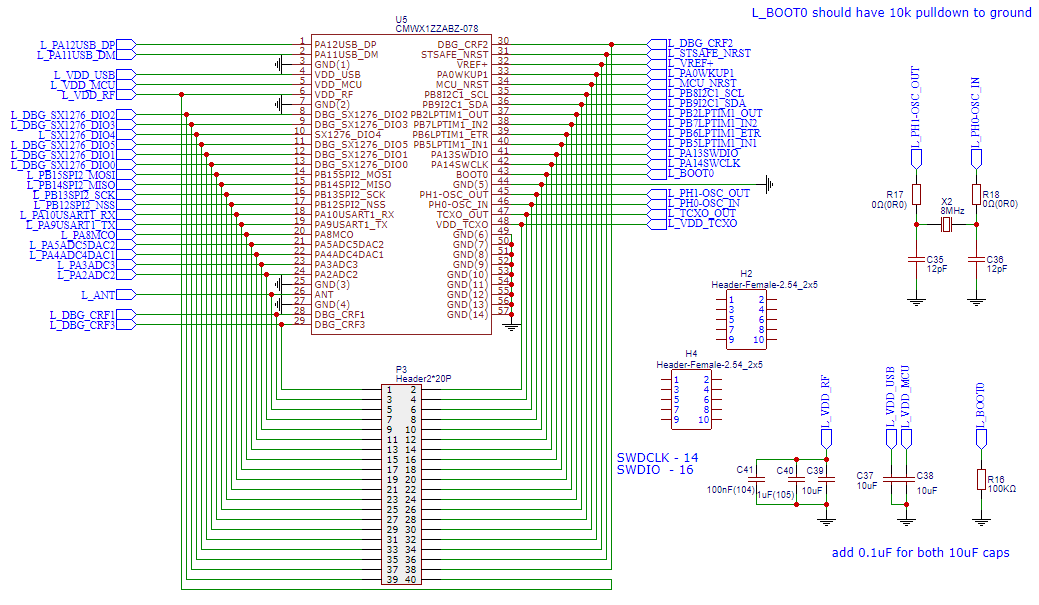 L_BOOT0 should have 10k pulldown to ground
U5
CMWX1ZZABZ-078
L_PA12USB_DP 1 PA12USB_DP DBG_CRF2 30 L_DBG_CRF2
L_PA11USB_DM 2 PA11USB_DM STSAFE_NRST 31 L_STSAFE_NRST
3 GND(1) VREF+ 32 L_VREF+
L_VDD_USB 4 VDD_USB PA0WKUP1 33 L_PA0WKUP1
L_VDD_MCU 5 VDD_MCU MCU_NRST 34 L_MCU_NRST
L_VDD_RF 6 VDD_RF PB8I2C1_SCL 35 L_PB8I2C1_SCL
7 GND(2) PB9I2C1_SDA 36 L_PB9I2C1_SDA
L_DBG_SX1276_DIO2 8 DBG_SX1276_DIO2 PB2LPTIM1_OUT 37 L_PB2LPTIM1_OUT
L_DBG_SX1276_DIO3 9 DBG_SX1276_DIO3 PB7LPTIM1_IN2 38 L_PB7LPTIM1_IN2
L_SX1276_DIO4 10 SX1276_DIO4 PB6LPTIM1_ETR 39 L_PB6LPTIM1_ETR
L_DBG_SX1276_DIO5 11 DBG_SX1276_DIO5 PB5LPTIM1_IN1 40 L_PB5LPTIM1_IN1
L_DBG_SX1276_DIO1 12 DBG_SX1276_DIO1 PA13SWDIO 41 L_PA13SWDIO
L_DBG_SX1276_DIO0 13 DBG_SX1276_DIO0 PA14SWCLK 42 L_PA14SWCLK
L_PB15SPI2_MOSI 14 PB15SPI2_MOSI BOOT0 43 L_BOOT0
L_PB14SPI2_MISO 15 PB14SPI2_MISO GND(5) 44
L_PB13SPI2_SCK 16 PB13SPI2_SCK PH1-OSC_OUT 45 L_PH1-OSC_OUT
L_PB12SPI2_NSS 17 PB12SPI2_NSS PH0-OSC_IN 46 L_PH0-OSC_IN
L_PA10USART1_RX 18 PA10USART1_RX TCXO_OUT 47 L_TCXO_OUT
L_PA9USART1_TX 19 PA9USART1_TX VDD_TCXO 48 L_VDD_TCXO
L_PA8MCO 20 PA8MCO GND(6) 49
L_PA5ADC5DAC2 21 PA5ADC5DAC2 GND(7) 50
L_PA4ADC4DAC1 22 PA4ADC4DAC1 GND(8) 51
L_PA3ADC3 23 PA3ADC3 GND(9) 52
L_PA2ADC2 24 PA2ADC2 GND(10) 53
25 GND(3) GND(11) 54
L_ANT 26 ANT GND(12) 55
27 GND(4) GND(13) 56
L_DBG_CRF1 28 DBG_CRF1 GND(14) 57
L_DBG_CRF3 29 DBG_CRF3
L_PH1-OSC_OUT
L_PH0-OSC_IN
R17
0Ω(0R0)
X2
8MHz
R18
0Ω(0R0)
C35
12pF
C36
12pF
H2
Header-Female-2.54_2x5
1 2
3 4
5 6
7 8
9 10
H4
Header-Female-2.54_2x5
1 2
3 4
5 6
7 8
9 10
P3
Header2*20P
1 2
3 4
5 6
7 8
9 10
11 12
13 14
15 16
17 18
19 20
21 22
23 24
25 26
27 28
29 30
31 32
33 34
35 36
37 38
39 40
SWDCLK - 14
SWDIO - 16
L_VDD_RF
C41
100nF(104)
C40
1uF(105)
C39
10uF
L_VDD_USB
L_VDD_MCU
C37
10uF
C38
10uF
L_BOOT0
R16
100KΩ
add 0.1uF for both 10uF caps